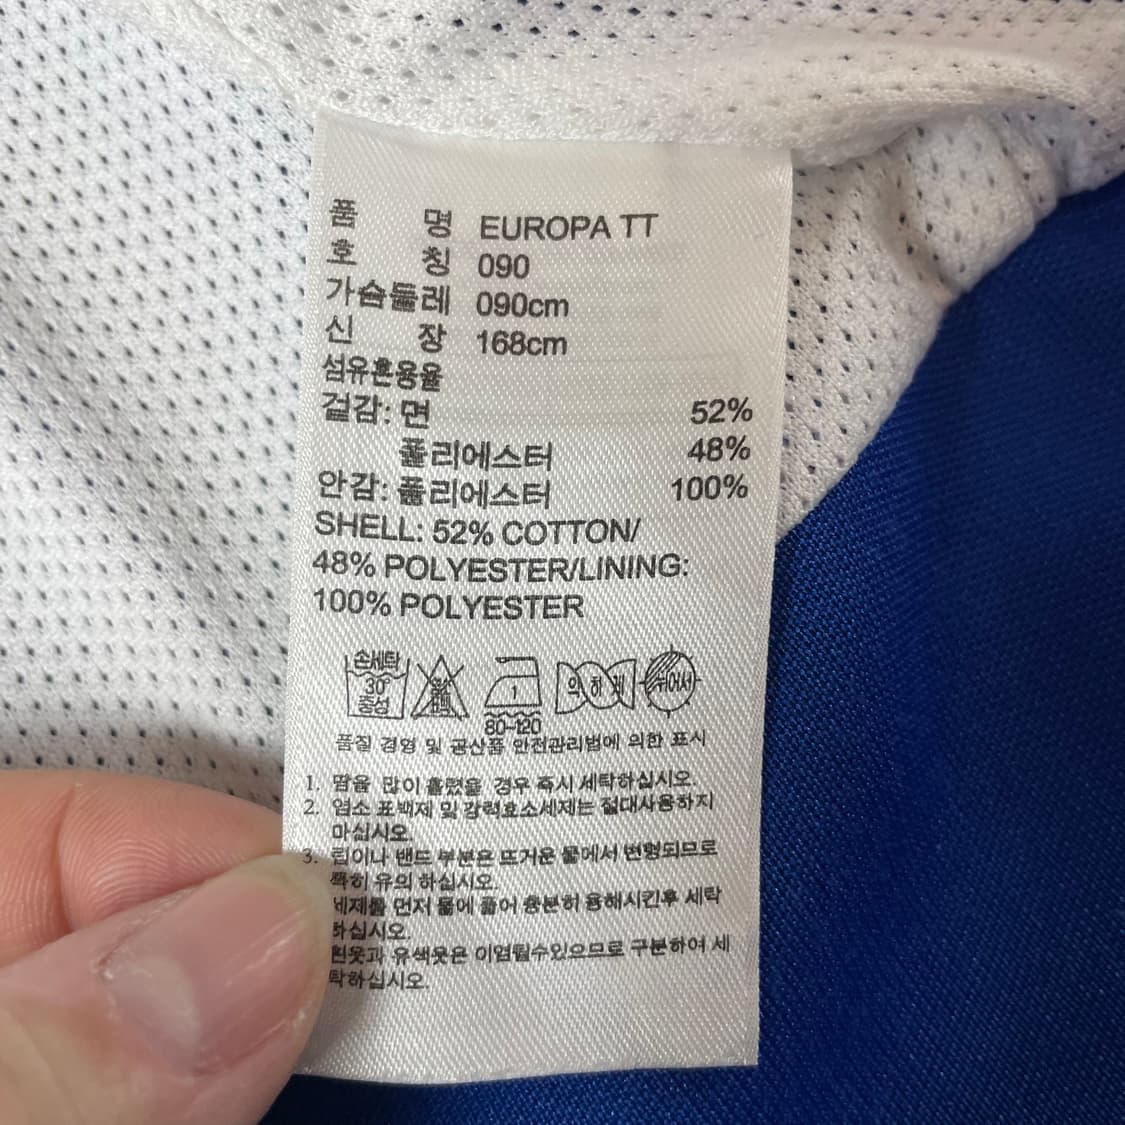 품 명 EUROPA TT
호 칭 090
가슴둘레 090cm
신 장 168cm
섬유혼용율
겉감: 면 52%
폴리에스터 48%
안감: 폴리에스터 100%
SHELL: 52% COTTON/
48% POLYESTER/LINING:
100% POLYESTER
손세탁 30° 중성 1 약하게
80~120
품질 경영 및 공산품 안전관리법에 의한 표시
1. 땀을 많이 흘렸을 경우 즉시 세탁하십시오.
2. 염소 표백제 및 강력효소세제는 절대사용하지
마십시오.
3. 립이나 밴드 부분은 뜨거운 물에서 변형되므로
특히 유의 하십시오.
세제를 먼저 물에 풀어 충분히 용해시킨후 세탁
하십시오.
흰옷과 유색옷은 이염될수있으므로 구분하여 세
탁하십시오.